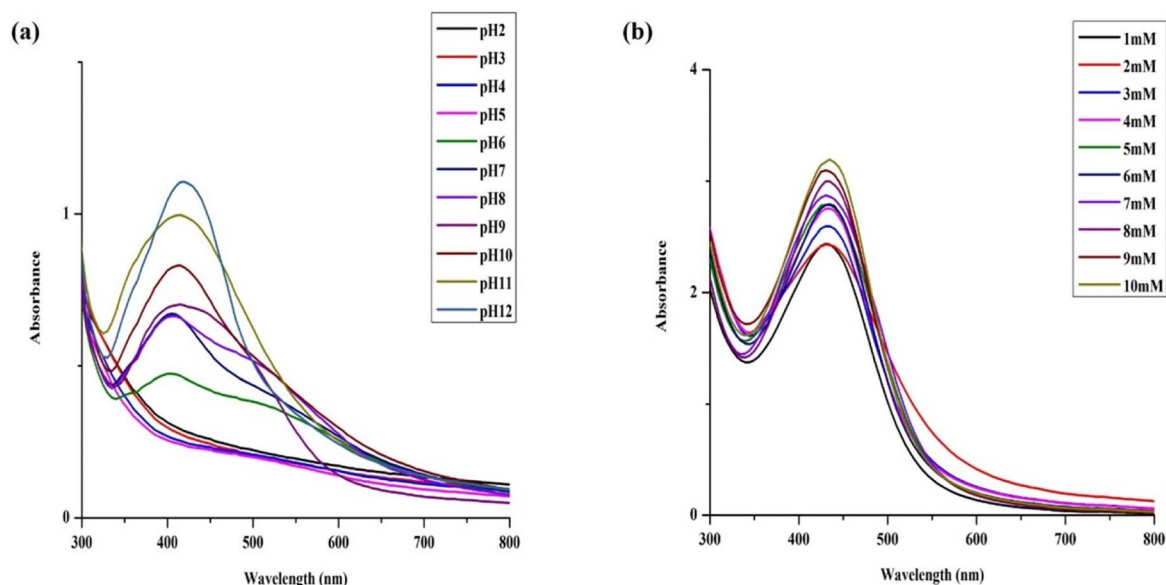 (a)
pH2
pH3
pH4
pH5
pH6
pH7
pH8
pH9
pH10
pH11
pH12
1
0
Absorbance
300 400 500 600 700 800
Wavelength (nm)
(b)
1mM
2mM
3mM
4mM
5mM
6mM
7mM
8mM
9mM
10mM
4
2
0
Absorbance
300 400 500 600 700 800
Wavelength (nm)